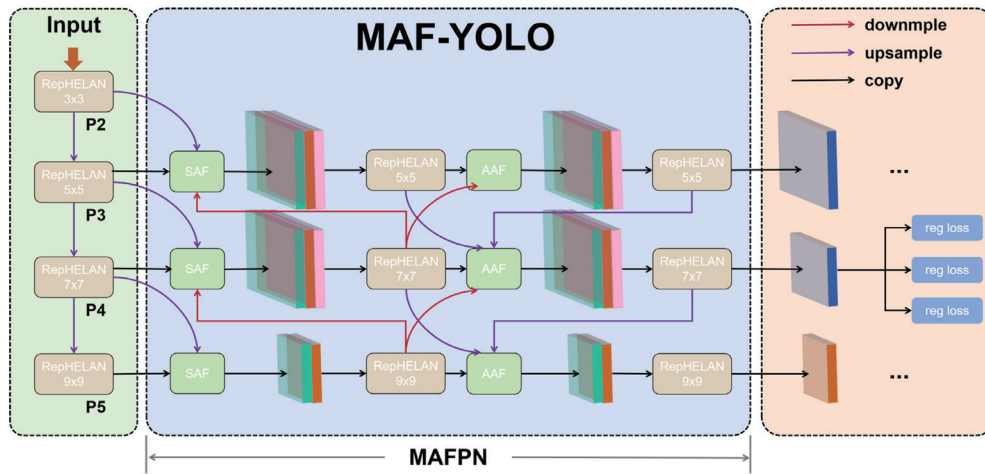 Input
MAF-YOLO
downmple
upsample
copy
RepHELAN
3x3
P2
RepHELAN
5x5
P3
SAF
RepHELAN
5x5
AAF
RepHELAN
5x5
...
RepHELAN
7x7
P4
SAF
RepHELAN
7x7
AAF
RepHELAN
7x7
reg loss
reg loss
reg loss
RepHELAN
9x9
P5
SAF
RepHELAN
9x9
AAF
RepHELAN
9x9
...
MAFPN